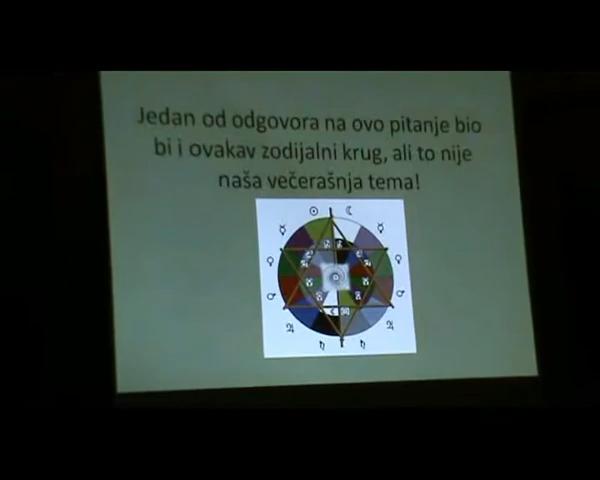 Jedan od odgovora na ovo pitanje bio
bi i ovakav zodijalni krug, ali to nije
naša večerašnja tema!